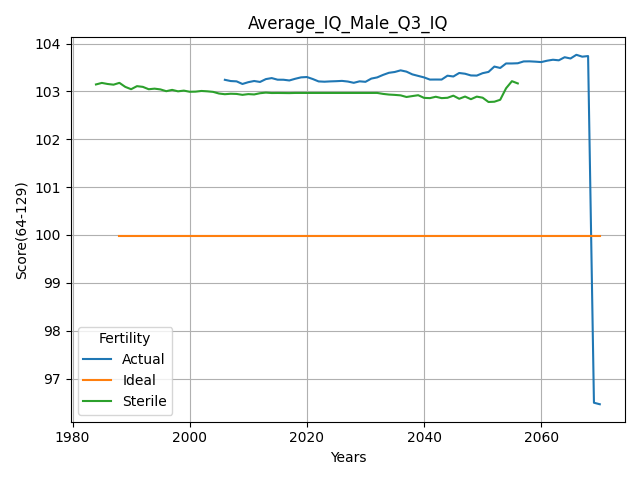 Average_IQ_Male_Q3_IQ
Score(64-129)
104
103
102
101
100
99
98
97
Fertility
Actual
Ideal
Sterile
1980 2000 2020 2040 2060
Years